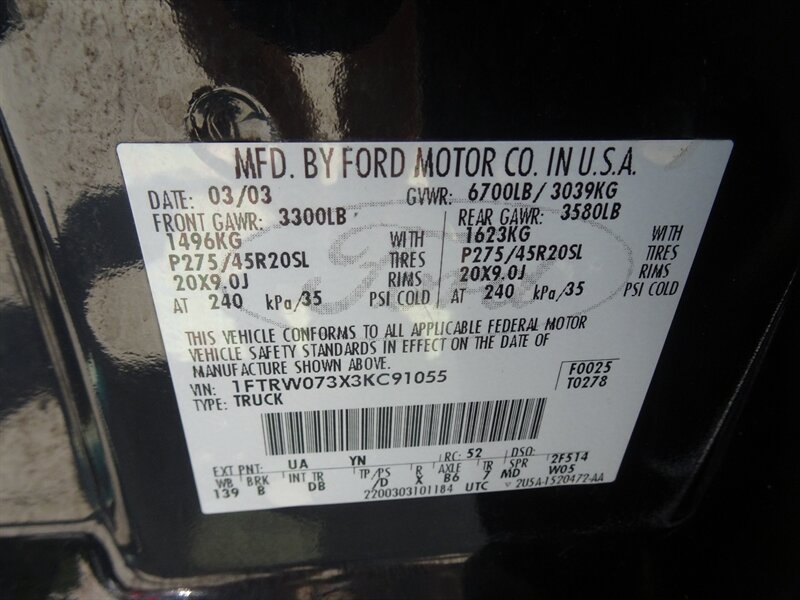 MFD. BY FORD MOTOR CO. IN U.S.A.
DATE: 03/03 GVWR: 6700LB/3039KG
FRONT GAWR: 3300LB REAR GAWR: 3580LB
1496KG WITH 1623KG WITH
P275/45R20SL TIRES P275/45R20SL TIRES
20X9.0J RIMS 20X9.0J RIMS
AT 240 kPa/35 PSI COLD AT 240 kPa/35 PSI COLD
Ford
THIS VEHICLE CONFORMS TO ALL APPLICABLE FEDERAL MOTOR
VEHICLE SAFETY STANDARDS IN EFFECT ON THE DATE OF
MANUFACTURE SHOWN ABOVE.
VIN: 1FTRW073X3KC91055 F0025
TYPE: TRUCK T0278
EXT PNT: UA YN RC: 52 DSO: 2F514
WB BRK INT TR TP/PS R AXLE TR SPR W05
139 B DB /D X B6 7 MD
2200303101184 UTC 2U5A-1520472-AA